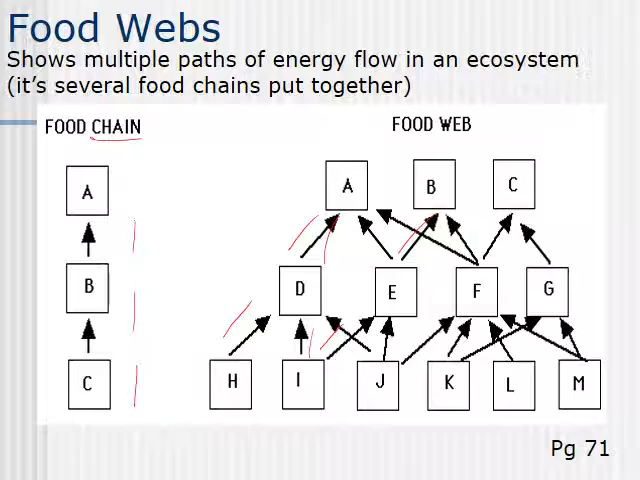 Food Webs
Shows multiple paths of energy flow in an ecosystem
(it's several food chains put together)
FOOD CHAIN
FOOD WEB
A
B
C
A B C
D E F G
H I J K L M
Pg 71